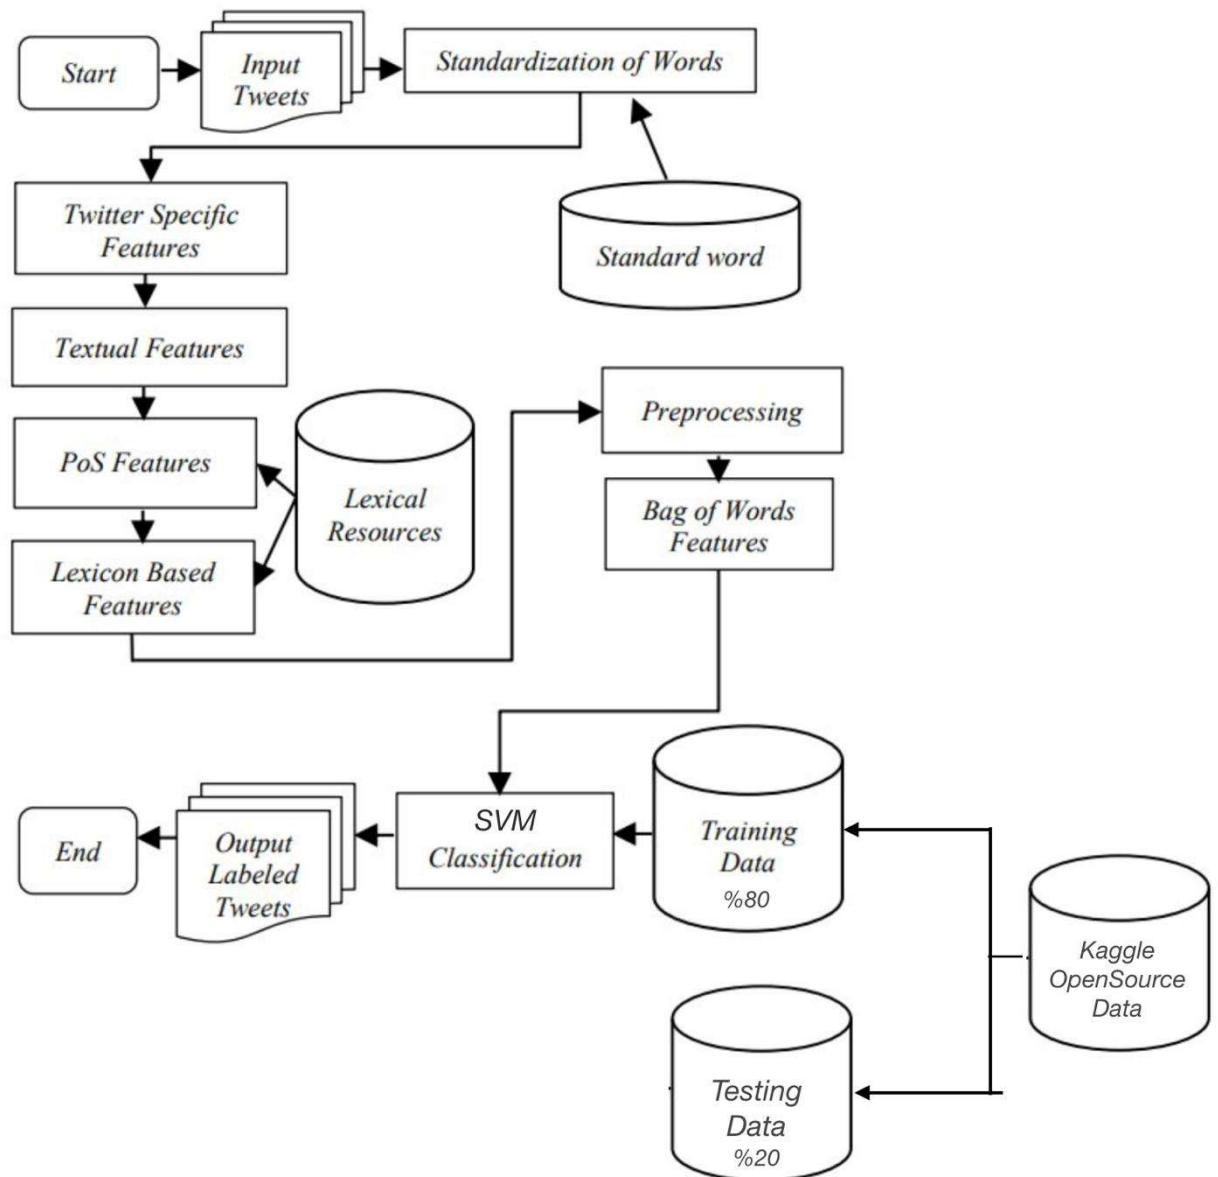 Start
Input
Tweets
Standardization of Words
Twitter Specific
Features
Standard word
Textual Features
Preprocessing
PoS Features
Lexical
Resources
Bag of Words
Features
Lexicon Based
Features
SVM
Classification
Training
Data
%80
End
Output
Labeled
Tweets
Kaggle
OpenSource
Data
Testing
Data
%20